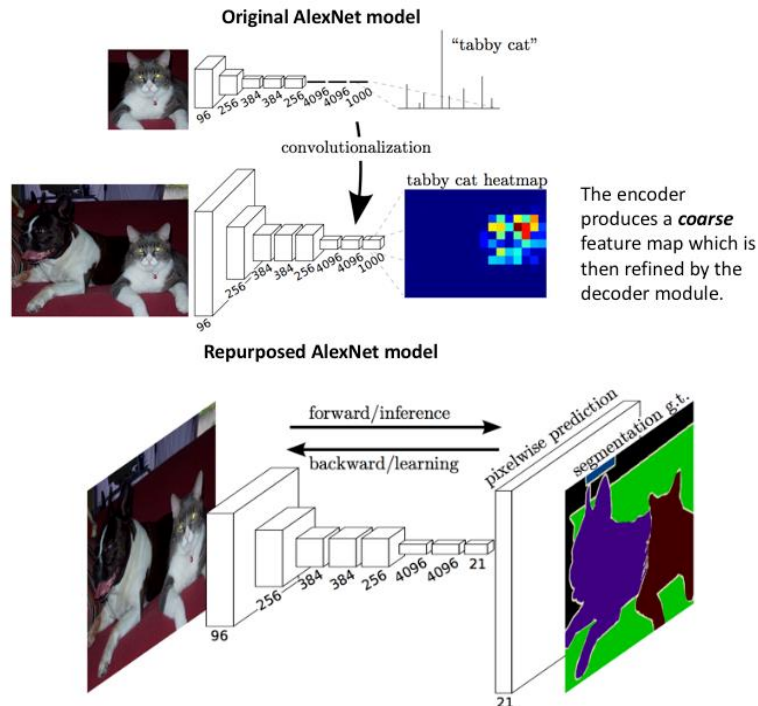 Original AlexNet model
“tabby cat”
96
256
384
384
256
4096
4096
1000
convolutionalization
tabby cat heatmap
The encoder
produces a coarse
feature map which is
then refined by the
decoder module.
96
256
384
384
256
4096
4096
1000
Repurposed AlexNet model
forward/inference
backward/learning
pixelwise prediction
segmentation g.t.
96
256
384
384
256
4096
4096
21
21